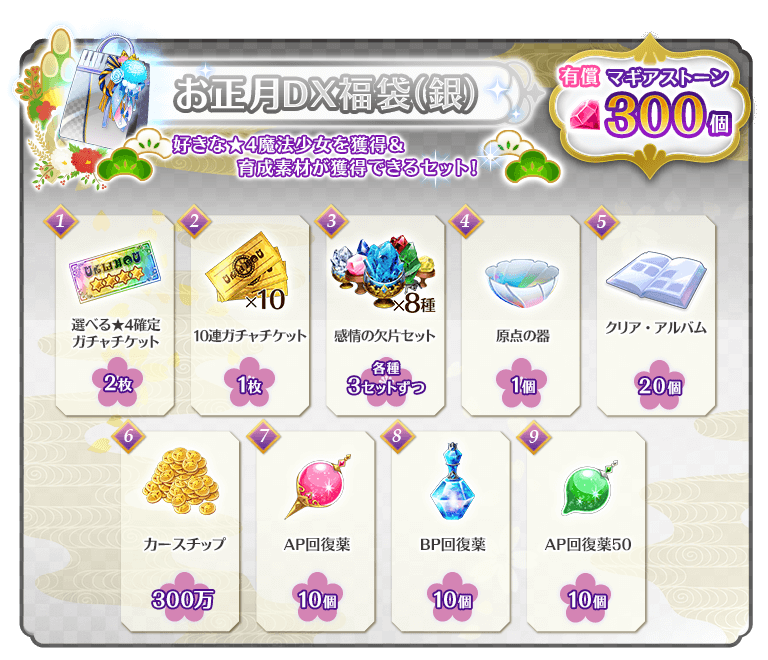 お正月DX福袋(銀)
有償 マギアストーン
300個
好きな★4魔法少女を獲得&
育成素材が獲得できるセット!
1
2
3
4
5
×10
×8種
選べる★4確定
ガチャチケット
10連ガチャチケット
感情の欠片セット
原点の器
クリア・アルバム
2枚
1枚
各種
3セットずつ
1個
20個
6
7
8
9
カースチップ
AP回復薬
BP回復薬
AP回復薬50
300万
10個
10個
10個